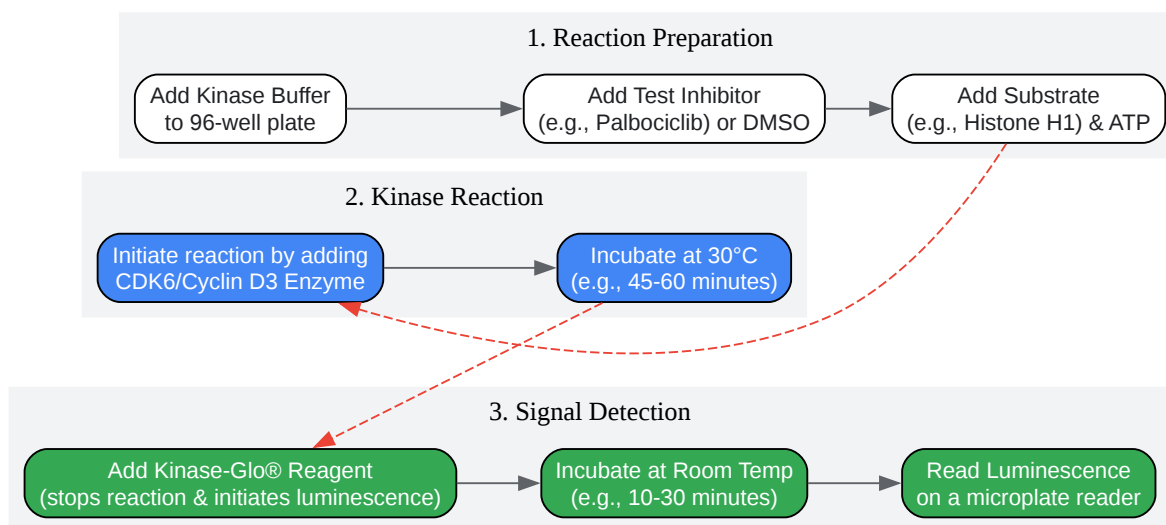 1. Reaction Preparation
Add Kinase Buffer
to 96-well plate
Add Test Inhibitor
(e.g., Palbociclib) or DMSO
Add Substrate
(e.g., Histone H1) & ATP
2. Kinase Reaction
Initiate reaction by adding
CDK6/Cyclin D3 Enzyme
Incubate at 30°C
(e.g., 45-60 minutes)
3. Signal Detection
Add Kinase-Glo® Reagent
(stops reaction & initiates luminescence)
Incubate at Room Temp
(e.g., 10-30 minutes)
Read Luminescence
on a microplate reader